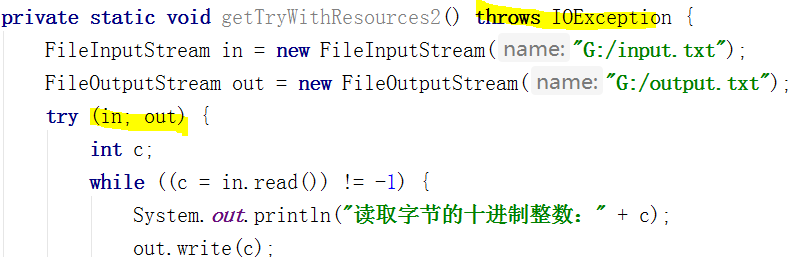 private static void getTryWithResources2() throws IOException {
FileInputStream in = new FileInputStream( name: "G:/input.txt");
FileOutputStream out = new FileOutputStream( name: "G:/output.txt");
try (in; out) {
int c;
while ((c = in.read()) != -1) {
System.out.println("读取字节的十进制整数：" + c);
out.write(c);